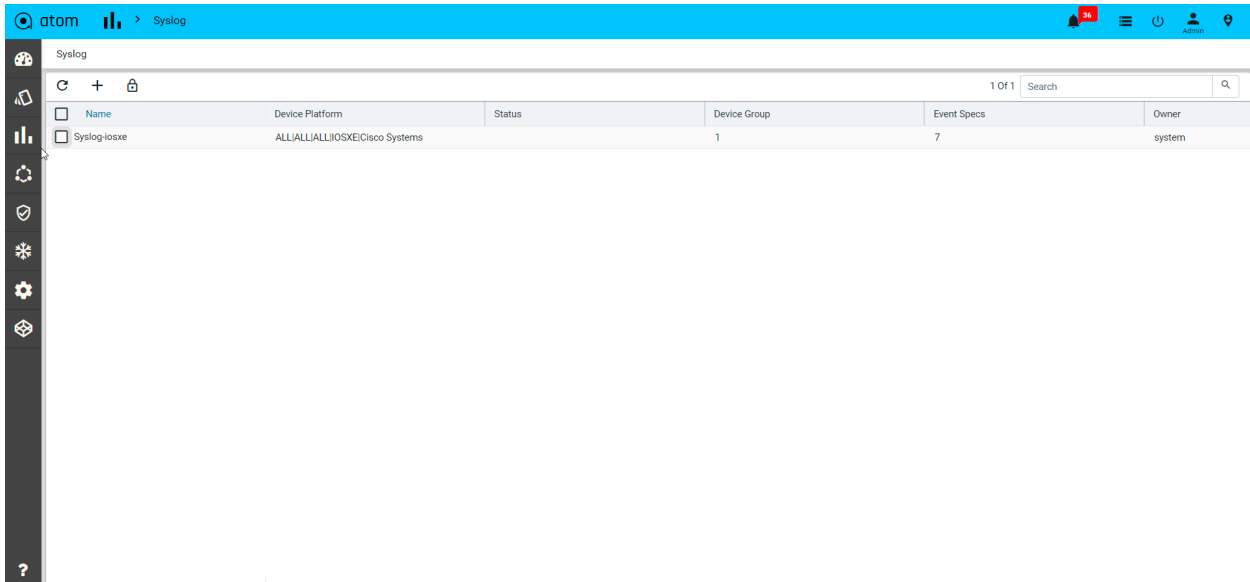 atom > Syslog 36
Admin
Syslog
1 Of 1 Search
Name Device Platform Status Device Group Event Specs Owner
Syslog-iosxe ALL|ALL|ALL|IOSXE|Cisco Systems 1 7 system
?